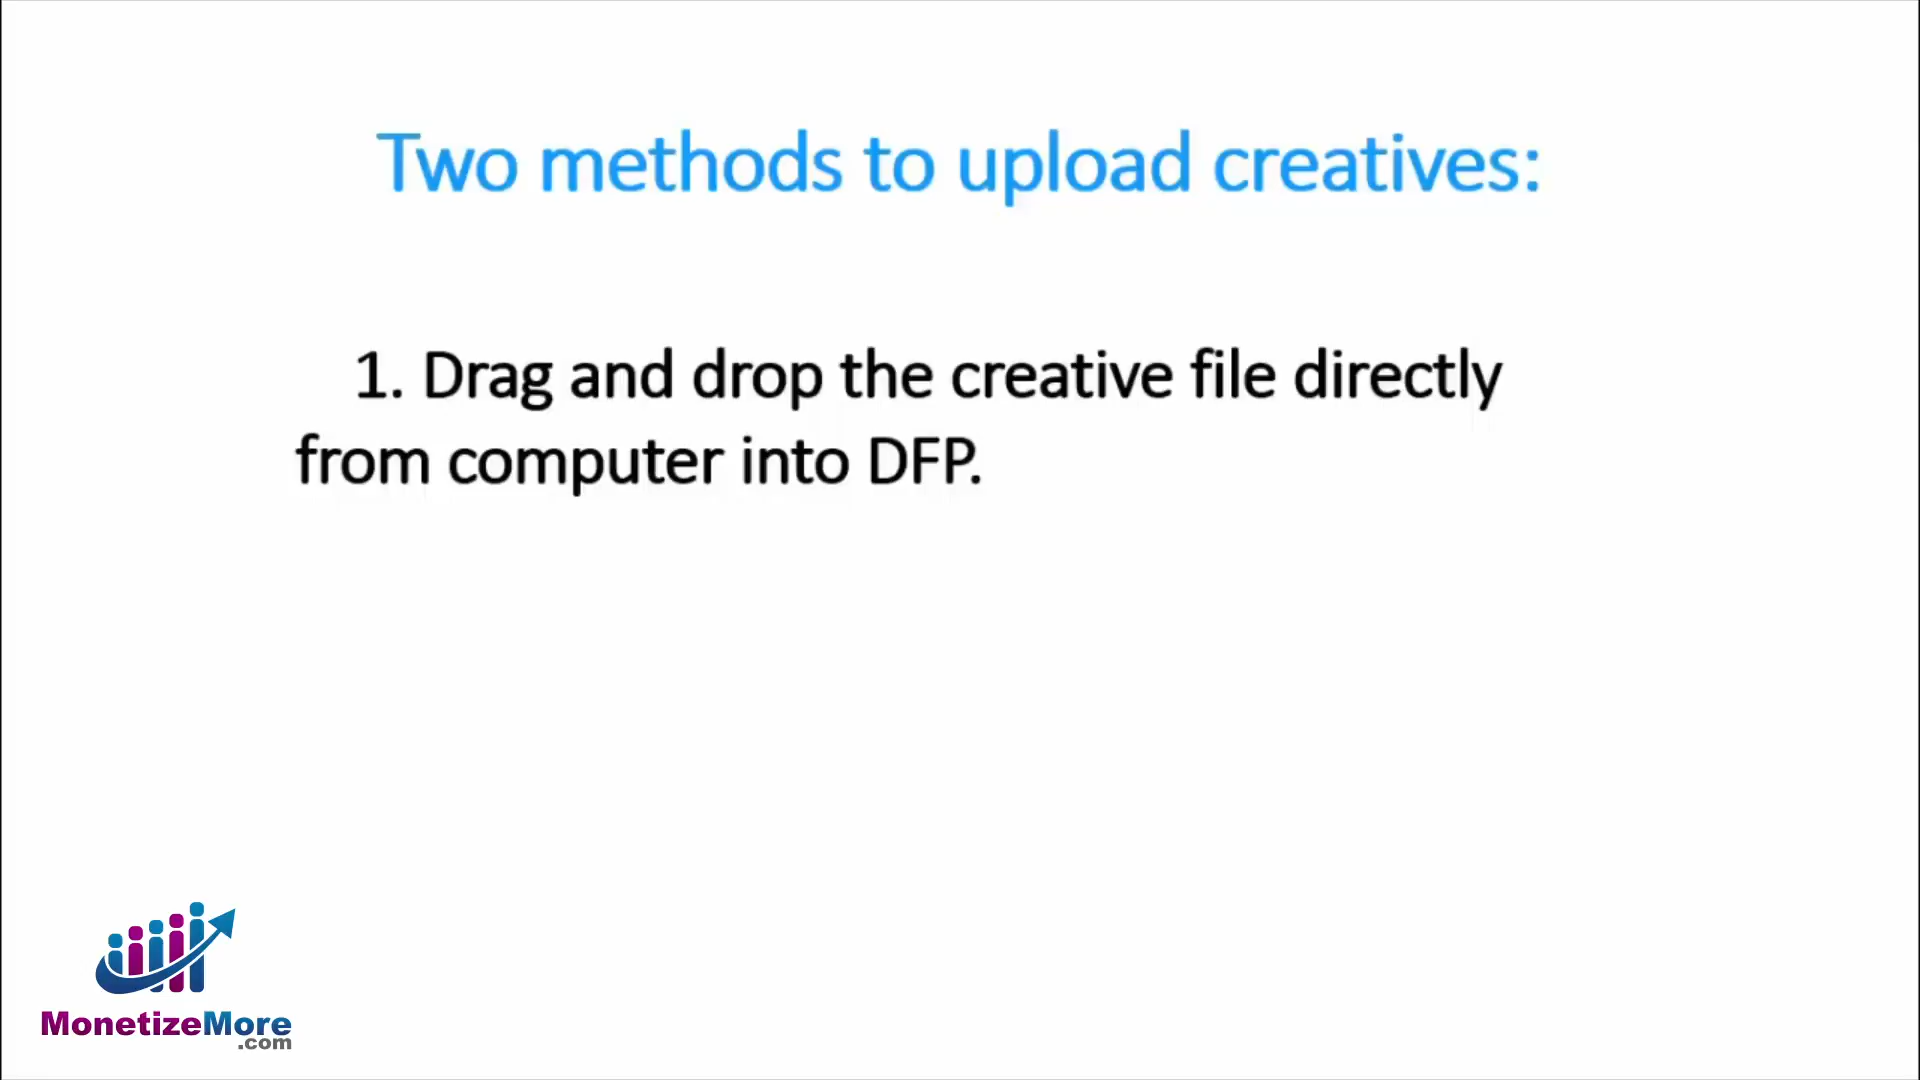 Two methods to upload creatives:
1. Drag and drop the creative file directly
from computer into DFP.
MonetizeMore
.com